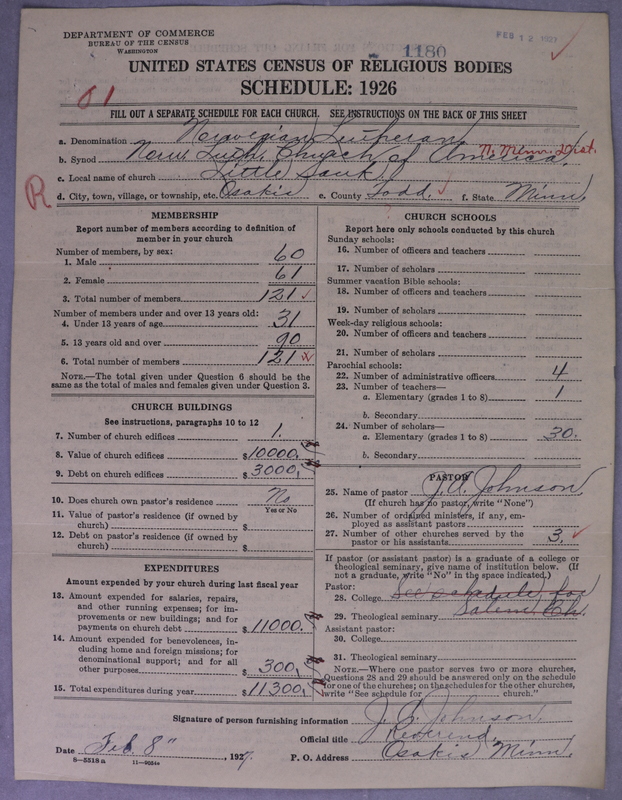 DEPARTMENT OF COMMERCE
BUREAU OF THE CENSUS
WASHINGTON
FEB 12 1927
1180
UNITED STATES CENSUS OF RELIGIOUS BODIES
SCHEDULE: 1926
FILL OUT A SEPARATE SCHEDULE FOR EACH CHURCH. SEE INSTRUCTIONS ON THE BACK OF THIS SHEET
a. Denomination Norwegian Lutheran
b. Synod Norw. Luth. Church of America. N. Minn. Dist.
c. Local name of church Little Sauk
d. City, town, village, or township, etc. Osakis e. County Todd. f. State Minn.
R
MEMBERSHIP
Report number of members according to definition of
member in your church
Number of members, by sex:
1. Male 60
2. Female 61
3. Total number of members 121
Number of members under and over 13 years old:
4. Under 13 years of age 31
5. 13 years old and over 90
6. Total number of members 121
NOTE.—The total given under Question 6 should be the
same as the total of males and females given under Question 3.
CHURCH BUILDINGS
See instructions, paragraphs 10 to 12
7. Number of church edifices 1.
8. Value of church edifices $ 10000.
9. Debt on church edifices $ 3000.
10. Does church own pastor's residence No
Yes or No
11. Value of pastor's residence (if owned by
church) $
12. Debt on pastor's residence (if owned by
church) $
EXPENDITURES
Amount expended by your church during last fiscal year
13. Amount expended for salaries, repairs,
and other running expenses; for im-
provements or new buildings; and for
payments on church debt $ 11000.
14. Amount expended for benevolences, in-
cluding home and foreign missions; for
denominational support; and for all
other purposes $ 300.
15. Total expenditures during year $ 11300.
CHURCH SCHOOLS
Report here only schools conducted by this church
Sunday schools:
16. Number of officers and teachers
17. Number of scholars
Summer vacation Bible schools:
18. Number of officers and teachers
19. Number of scholars
Week-day religious schools:
20. Number of officers and teachers
21. Number of scholars
Parochial schools:
22. Number of administrative officers 4
23. Number of teachers—
a. Elementary (grades 1 to 8) 1
b. Secondary
24. Number of scholars—
a. Elementary (grades 1 to 8) 30.
b. Secondary
PASTOR
25. Name of pastor J. A. Johnson
(If church has no pastor, write "None")
26. Number of ordained ministers, if any, em-
ployed as assistant pastors
27. Number of other churches served by the
pastor or his assistants 3.
If pastor (or assistant pastor) is a graduate of a college or
theological seminary, give name of institution below. (If
not a graduate, write "No" in the space indicated.)
Pastor:
28. College See schedule for
29. Theological seminary Salem Ch.
Assistant pastor:
30. College
31. Theological seminary
NOTE.—Where one pastor serves two or more churches,
Questions 28 and 29 should be answered only on the schedule
for one of the churches; on the schedules for the other churches,
write "See schedule for church."
Signature of person furnishing information J. A. Johnson
Official title Reverend
Date Feb. 8", 1927. P. O. Address Osakis Minn.
8—5518 a